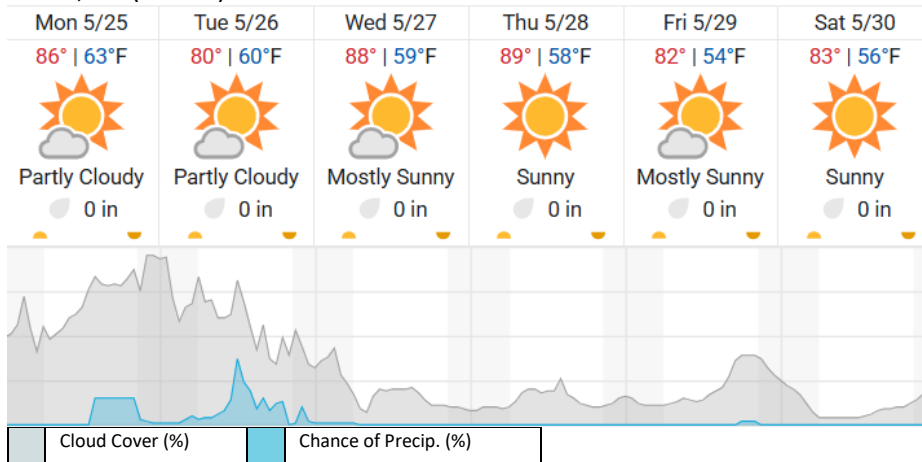 Mon 5/25 Tue 5/26 Wed 5/27 Thu 5/28 Fri 5/29 Sat 5/30
86° | 63°F 80° | 60°F 88° | 59°F 89° | 58°F 82° | 54°F 83° | 56°F
Partly Cloudy Partly Cloudy Mostly Sunny Sunny Mostly Sunny Sunny
0 in 0 in 0 in 0 in 0 in 0 in
Cloud Cover (%) Chance of Precip. (%)